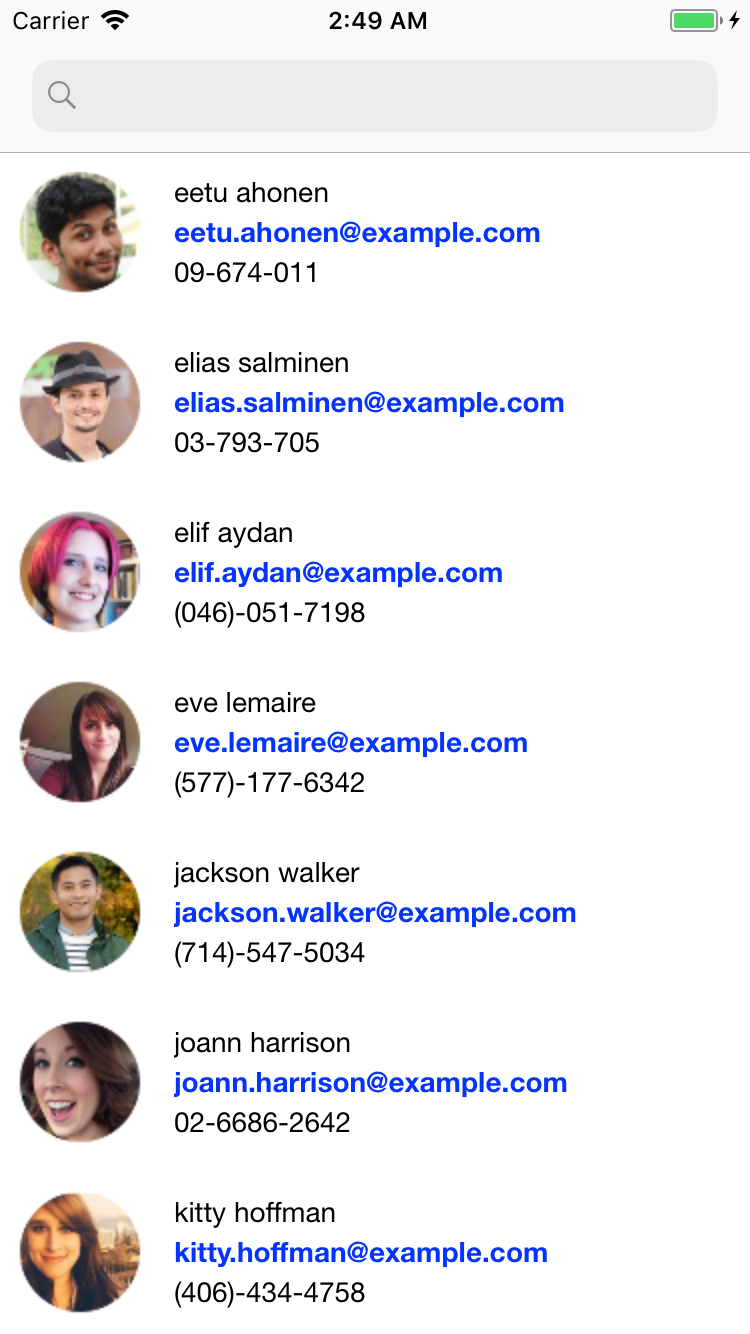 Carrier 2:49 AM
eetu ahonen
eetu.ahonen@example.com
09-674-011
elias salminen
elias.salminen@example.com
03-793-705
elif aydan
elif.aydan@example.com
(046)-051-7198
eve lemaire
eve.lemaire@example.com
(577)-177-6342
jackson walker
jackson.walker@example.com
(714)-547-5034
joann harrison
joann.harrison@example.com
02-6686-2642
kitty hoffman
kitty.hoffman@example.com
(406)-434-4758